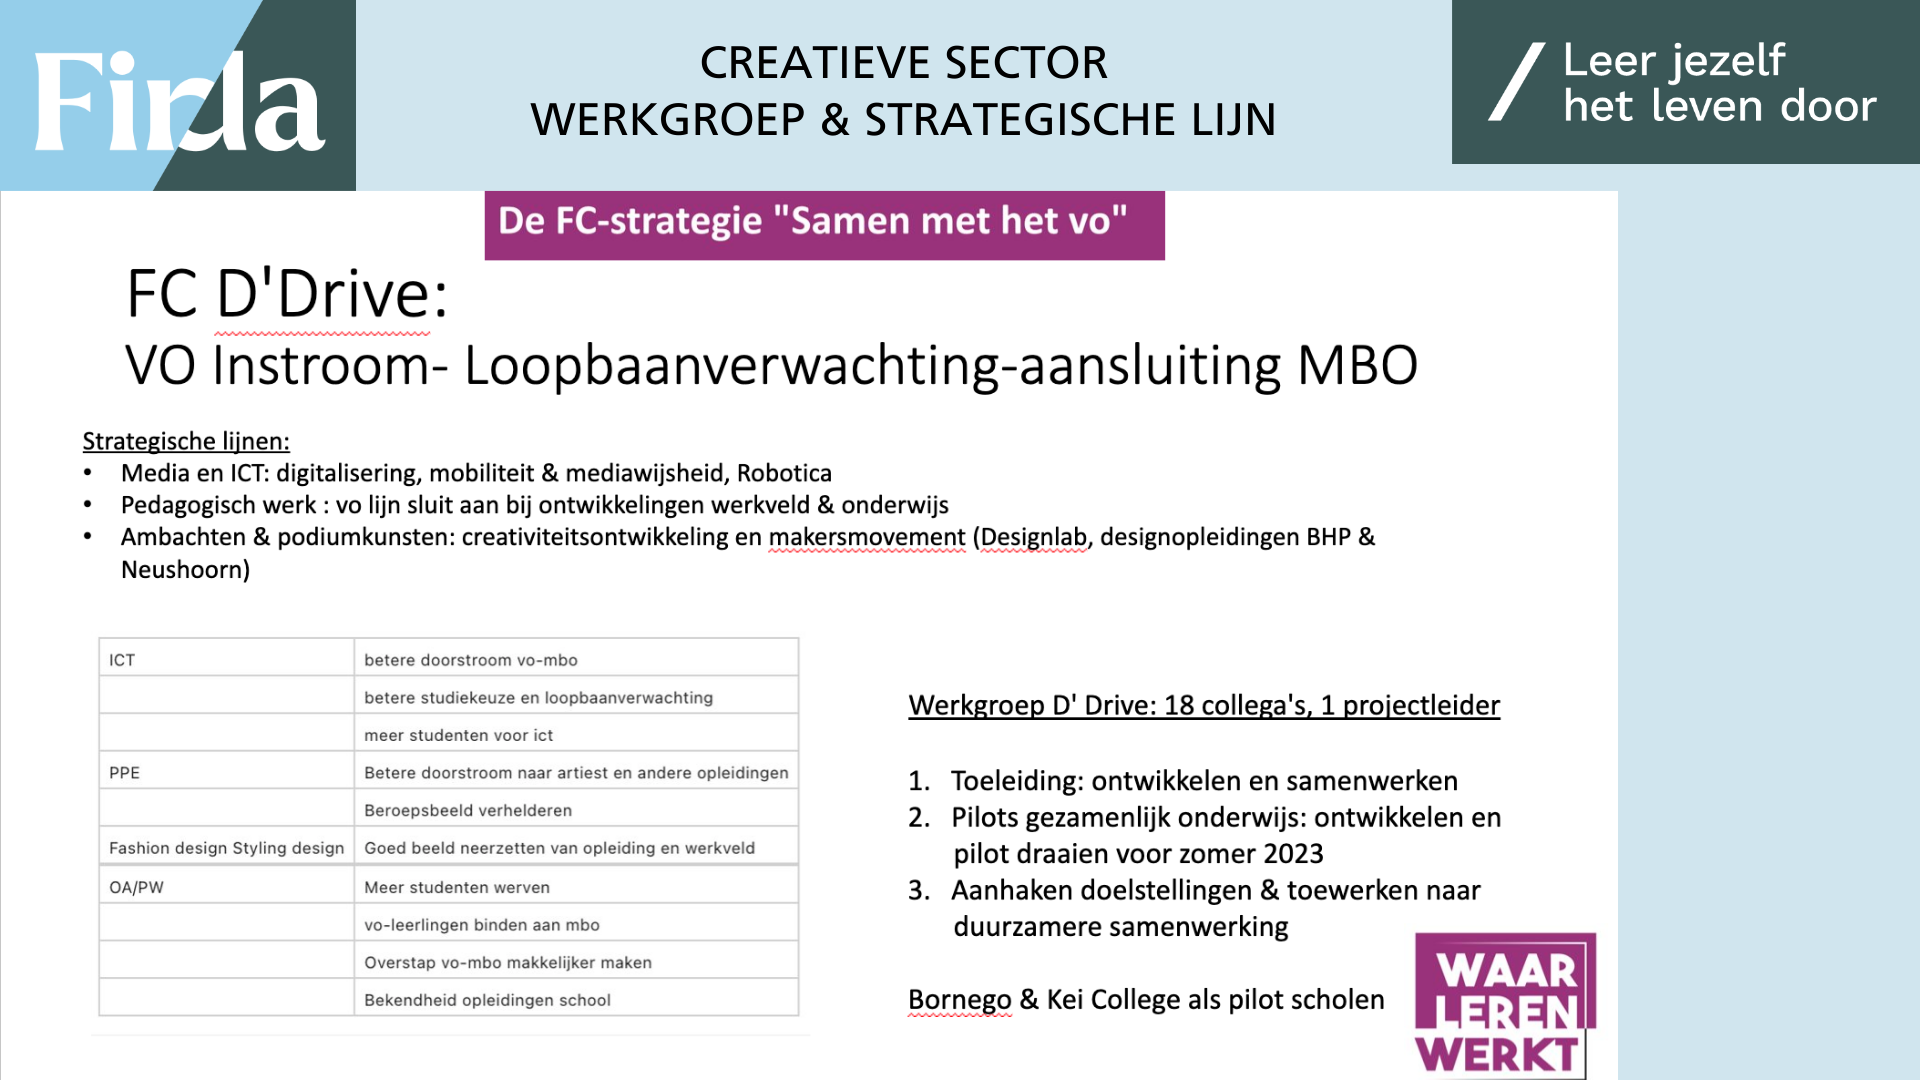 Firda
CREATIEVE SECTOR
WERKGROEP & STRATEGISCHE LIJN
Leer jezelf
het leven door
De FC-strategie "Samen met het vo"
FC D'Drive:
VO Instroom- Loopbaanverwachting-aansluiting MBO
Strategische lijnen:
• Media en ICT: digitalisering, mobiliteit & mediawijsheid, Robotica
• Pedagogisch werk : vo lijn sluit aan bij ontwikkelingen werkveld & onderwijs
• Ambachten & podiumkunsten: creativiteitsontwikkeling en makersmovement (Designlab, designopleidingen BHP &
Neushoorn)
ICT betere doorstroom vo-mbo
betere studiekeuze en loopbaanverwachting
meer studenten voor ict
PPE Betere doorstroom naar artiest en andere opleidingen
Beroepsbeeld verhelderen
Fashion design Styling design Goed beeld neerzetten van opleiding en werkveld
OA/PW Meer studenten werven
vo-leerlingen binden aan mbo
Overstap vo-mbo makkelijker maken
Bekendheid opleidingen school
Werkgroep D' Drive: 18 collega's, 1 projectleider
1. Toeleiding: ontwikkelen en samenwerken
2. Pilots gezamenlijk onderwijs: ontwikkelen en
pilot draaien voor zomer 2023
3. Aanhaken doelstellingen & toewerken naar
duurzamere samenwerking
Bornego & Kei College als pilot scholen
WAAR
LEREN
WERKT